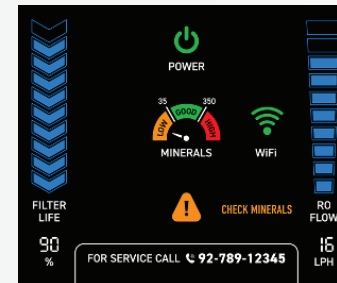 POWER
35 350
LOW GOOD HIGH
MINERALS
WiFi
CHECK MINERALS
FILTER
LIFE
90
%
RO
FLOW
16
LPH
FOR SERVICE CALL 92-789-12345